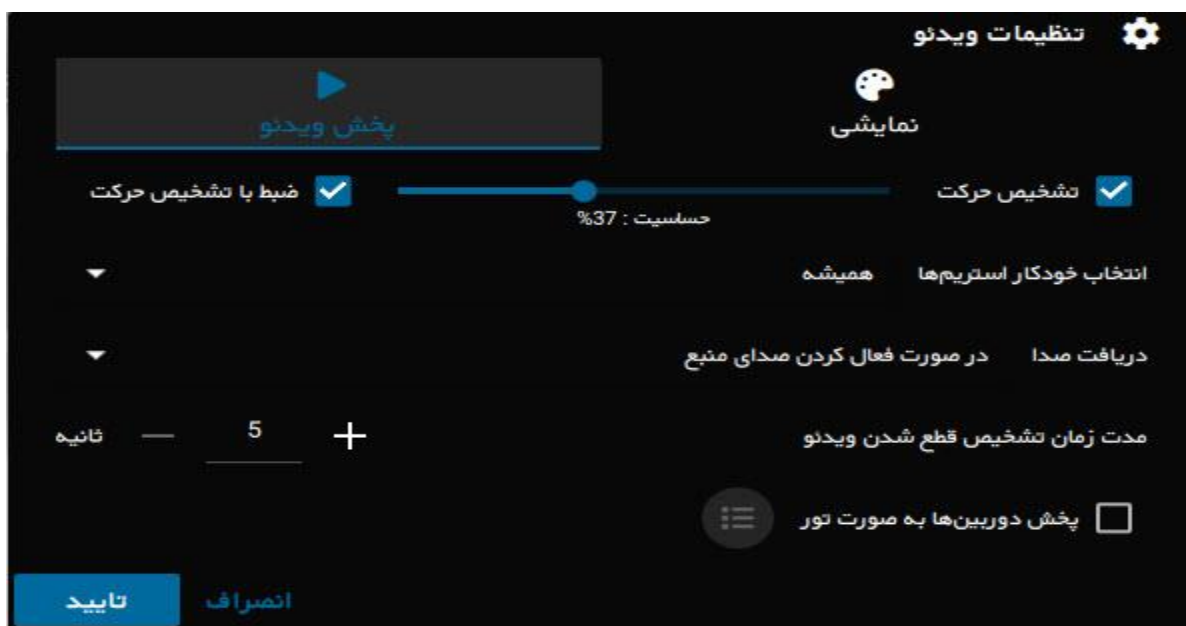 تنظیمات ویدئو
نمایشی
پخش ویدئو
تشخیص حرکت
حساسیت : 37%
ضبط با تشخیص حرکت
انتخاب خودکار استریم‌ها همیشه
دریافت صدا در صورت فعال کردن صدای منبع
مدت زمان تشخیص قطع شدن ویدئو + 5 — ثانیه
پخش دوربین‌ها به صورت تور
انصراف
تایید